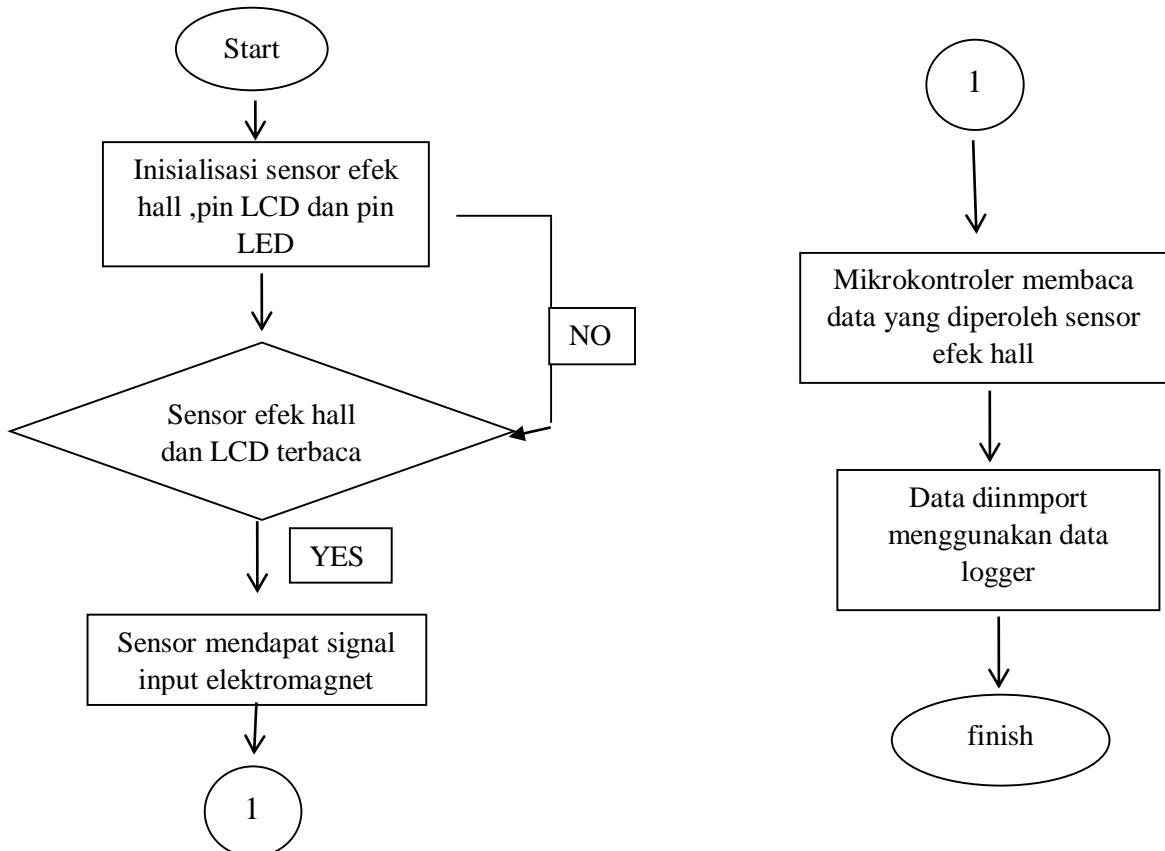 Start
Inisialisasi sensor efek
hall ,pin LCD dan pin
LED
NO
Sensor efek hall
dan LCD terbaca
YES
Sensor mendapat signal
input elektromagnet
1
1
Mikrokontroler membaca
data yang diperoleh sensor
efek hall
Data diinmport
menggunakan data
logger
finish